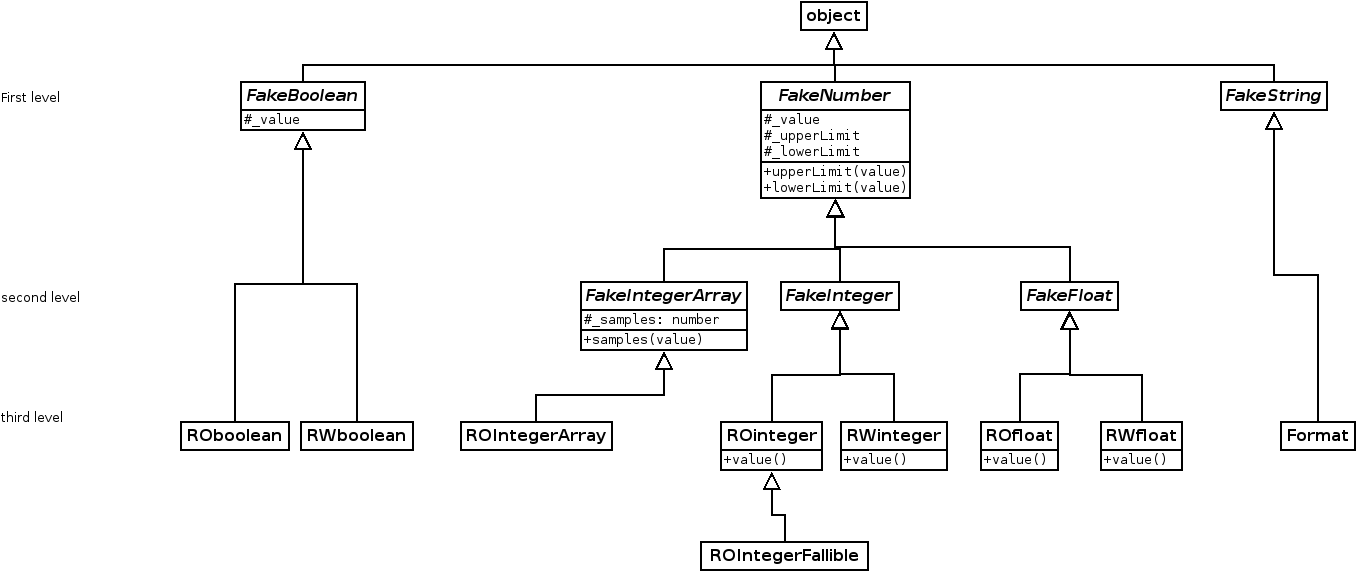 object
First level
FakeBoolean
#_value
FakeNumber
#_value
#_upperLimit
#_lowerLimit
+upperLimit(value)
+lowerLimit(value)
FakeString
second level
FakeIntegerArray
#_samples: number
+samples(value)
FakeInteger
FakeFloat
third level
ROboolean
RWboolean
ROIntegerArray
ROinteger
+value()
RWinteger
+value()
ROfloat
+value()
RWfloat
+value()
Format
ROIntegerFallible